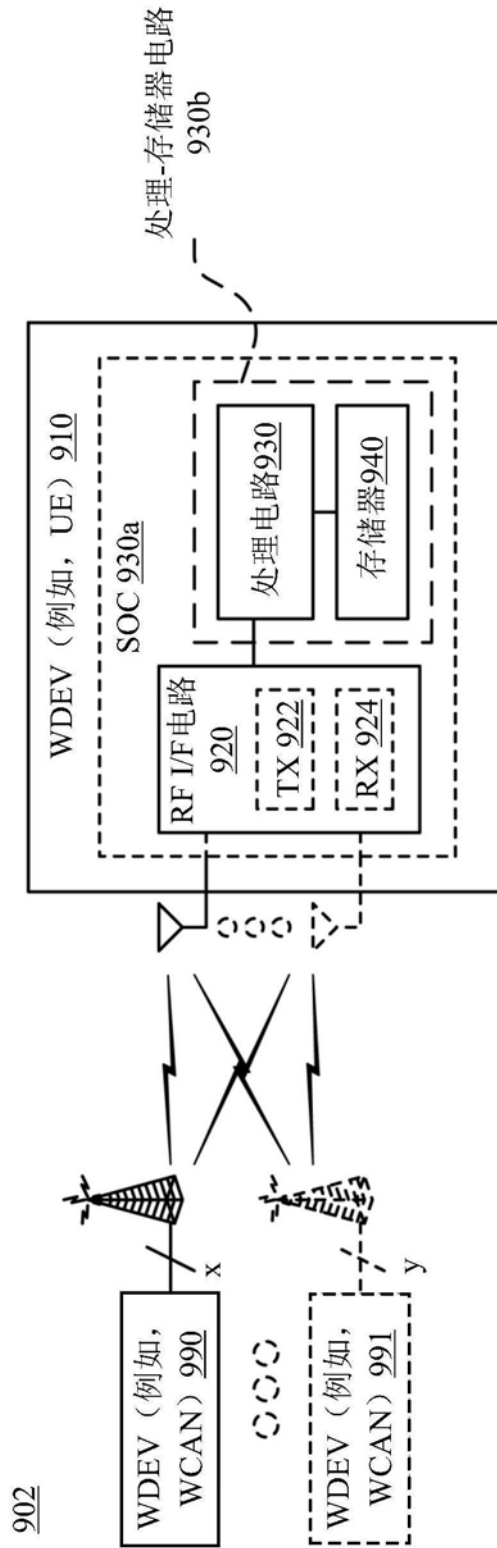 902
WDEV（例如，
WCAN）990
x
WDEV（例如，
WCAN）991
y
WDEV（例如，UE）910
SOC 930a
RF I/F电路
920
TX 922
RX 924
处理电路930
存储器940
处理-存储器电路
930b